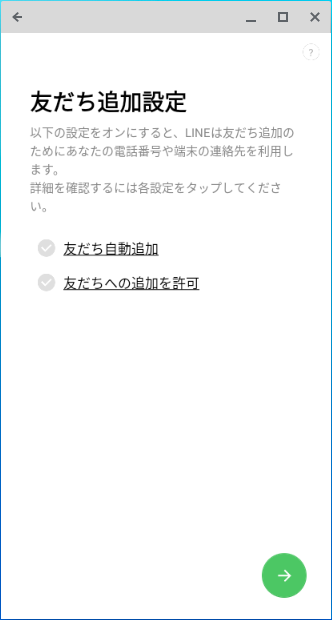 ?
友だち追加設定
以下の設定をオンにすると、LINEは友だち追加の
ためにあなたの電話番号や端末の連絡先を利用し
ます。
詳細を確認するには各設定をタップしてくださ
い。
友だち自動追加
友だちへの追加を許可